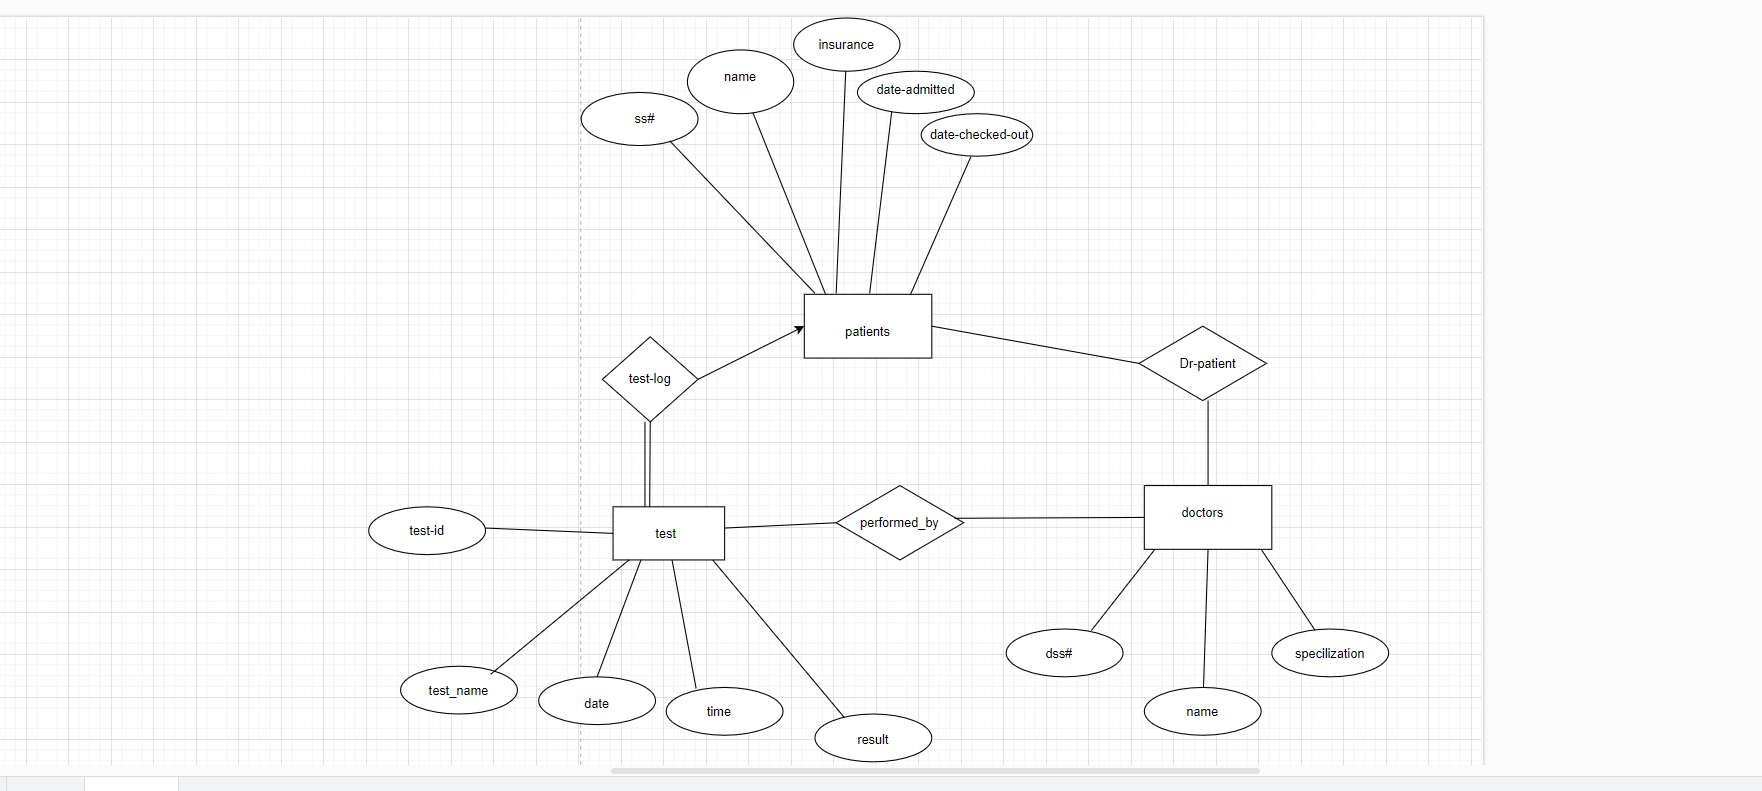 insurance
name
date-admitted
ss#
date-checked-out
patients
test-log
Dr-patient
test-id
test
performed_by
doctors
test_name
date
time
result
dss#
name
specilization